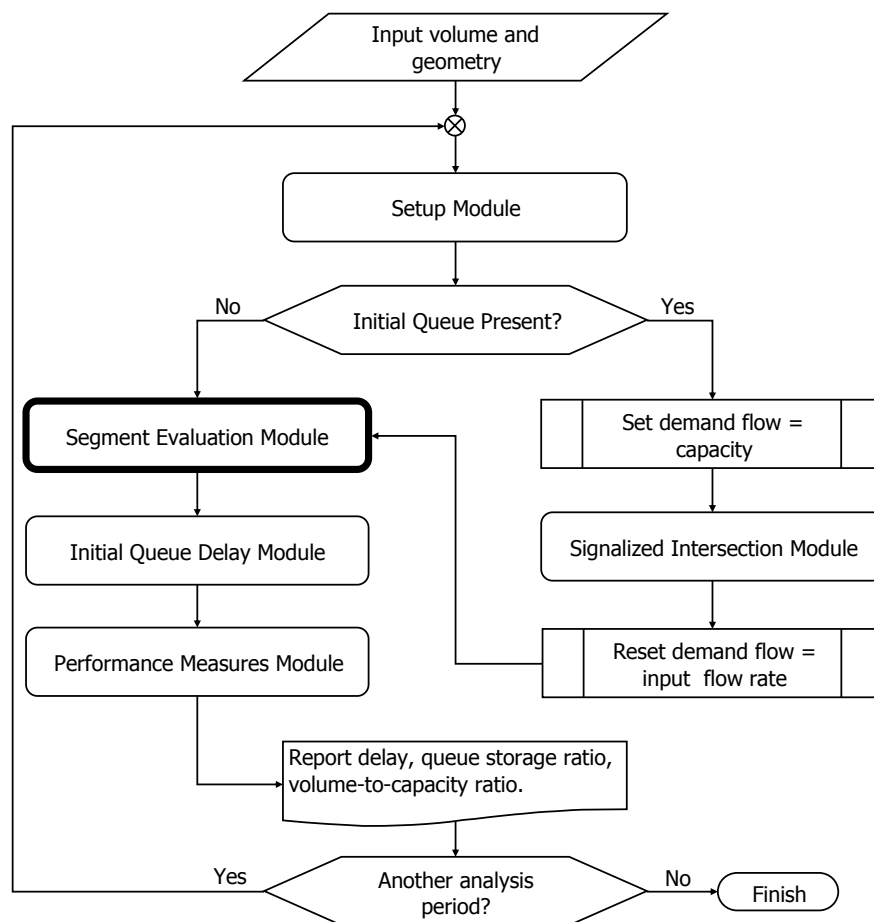 Input volume and
geometry
Setup Module
No
Initial Queue Present?
Yes
Segment Evaluation Module
Set demand flow =
capacity
Initial Queue Delay Module
Signalized Intersection Module
Performance Measures Module
Reset demand flow =
input flow rate
Report delay, queue storage ratio,
volume-to-capacity ratio.
Yes
Another analysis
period?
No
Finish